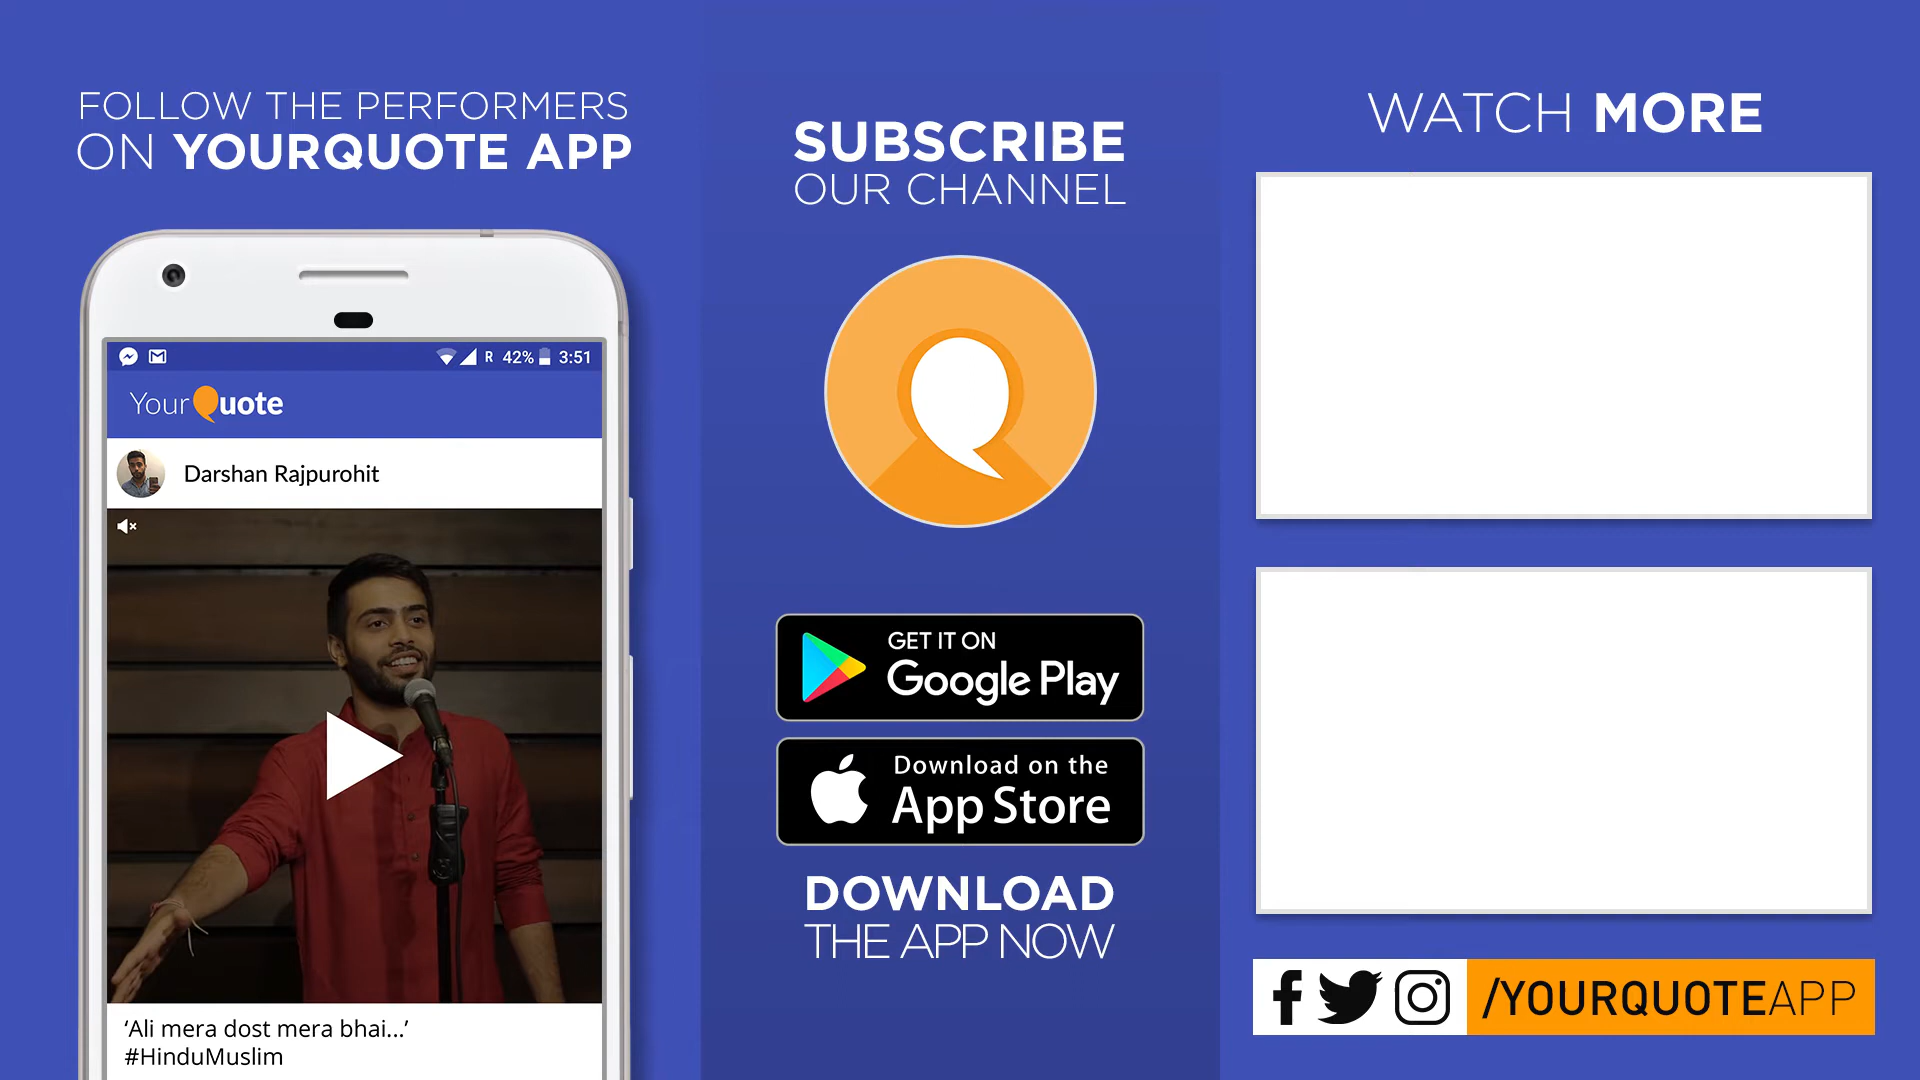 FOLLOW THE PERFORMERS
ON YOURQUOTE APP
R 42% 3:51
YourQuote
Darshan Rajpurohit
‘Ali mera dost mera bhai...’
#HinduMuslim
SUBSCRIBE
OUR CHANNEL
GET IT ON
Google Play
Download on the
App Store
DOWNLOAD
THE APP NOW
WATCH MORE
/YOURQUOTEAPP